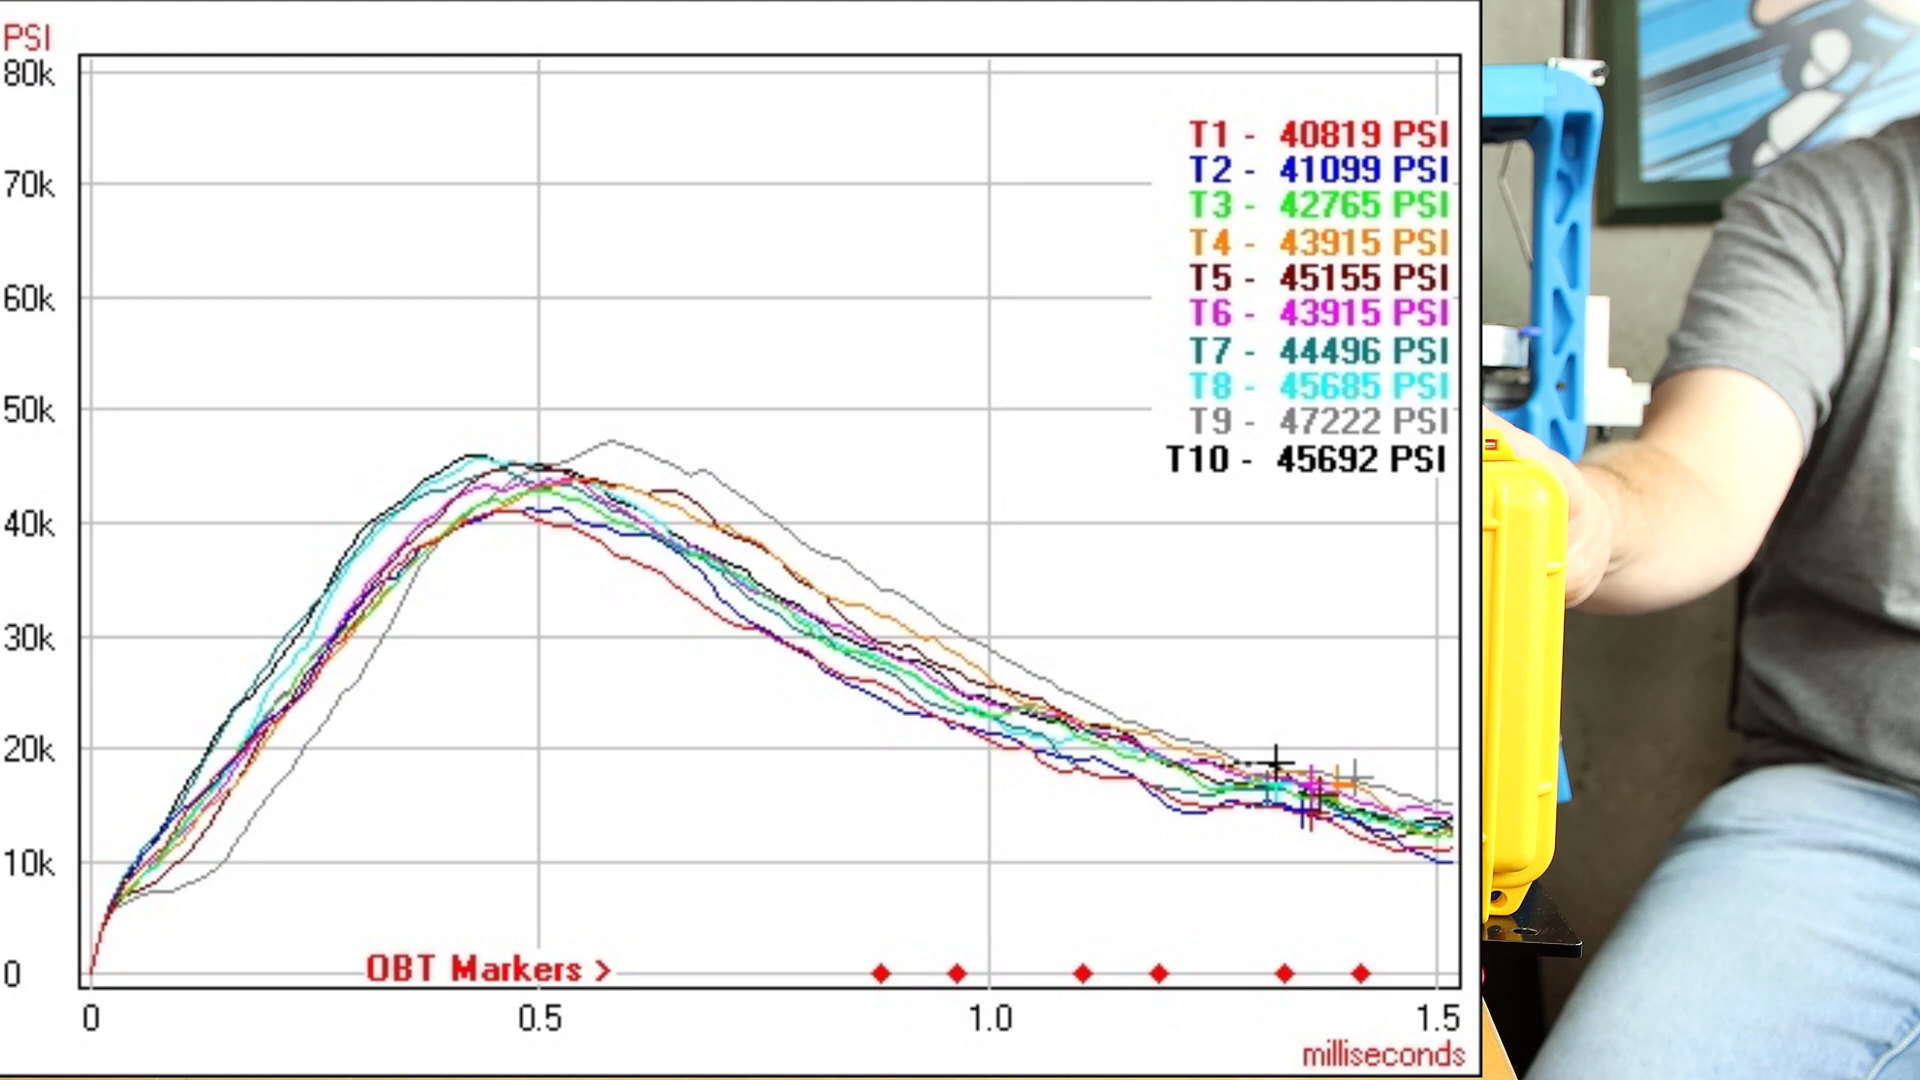 PSI
80k
70k
60k
50k
40k
30k
20k
10k
0
T1 - 40819 PSI
T2 - 41099 PSI
T3 - 42765 PSI
T4 - 43915 PSI
T5 - 45155 PSI
T6 - 43915 PSI
T7 - 44496 PSI
T8 - 45685 PSI
T9 - 47222 PSI
T10 - 45692 PSI
OBT Markers >
0 0.5 1.0 1.5
milliseconds